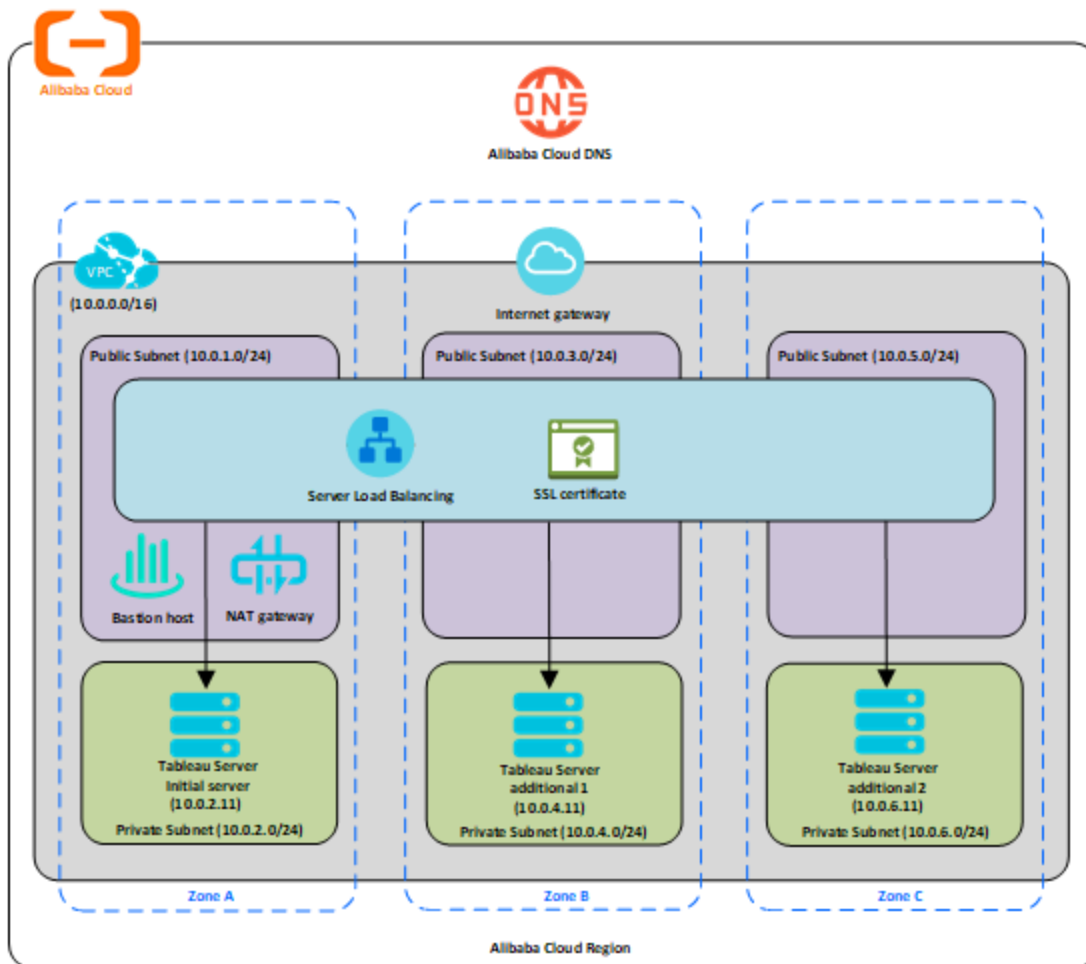 Alibaba Cloud
DNS
Alibaba Cloud DNS
VPC
(10.0.0.0/16)
Internet gateway
Public Subnet (10.0.1.0/24)
Public Subnet (10.0.3.0/24)
Public Subnet (10.0.5.0/24)
Server Load Balancing
SSL certificate
Bastion host
NAT gateway
Tableau Server
Initial server
(10.0.2.11)
Private Subnet (10.0.2.0/24)
Tableau Server
additional 1
(10.0.4.11)
Private Subnet (10.0.4.0/24)
Tableau Server
additional 2
(10.0.6.11)
Private Subnet (10.0.6.0/24)
Zone A
Zone B
Zone C
Alibaba Cloud Region